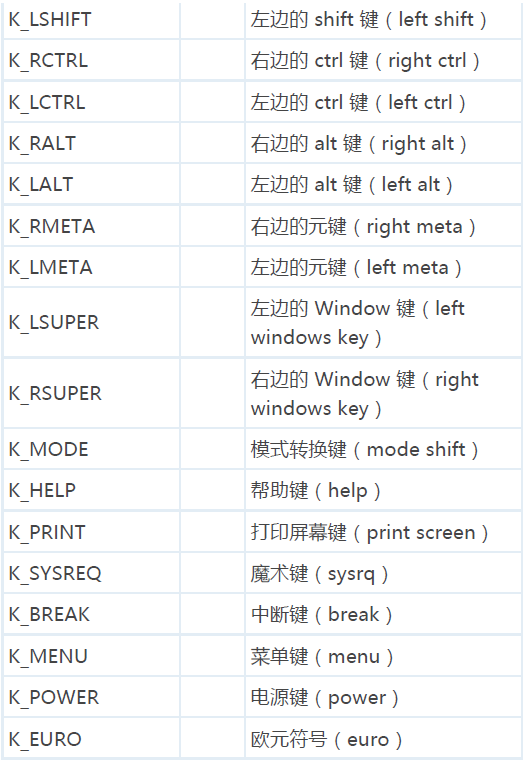 K_LSHIFT 左边的 shift 键（left shift）
K_RCTRL 右边的 ctrl 键（right ctrl）
K_LCTRL 左边的 ctrl 键（left ctrl）
K_RALT 右边的 alt 键（right alt）
K_LALT 左边的 alt 键（left alt）
K_RMETA 右边的元键（right meta）
K_LMETA 左边的元键（left meta）
K_LSUPER 左边的 Window 键（left
windows key）
K_RSUPER 右边的 Window 键（right
windows key）
K_MODE 模式转换键（mode shift）
K_HELP 帮助键（help）
K_PRINT 打印屏幕键（print screen）
K_SYSREQ 魔术键（sysrq）
K_BREAK 中断键（break）
K_MENU 菜单键（menu）
K_POWER 电源键（power）
K_EURO 欧元符号（euro）